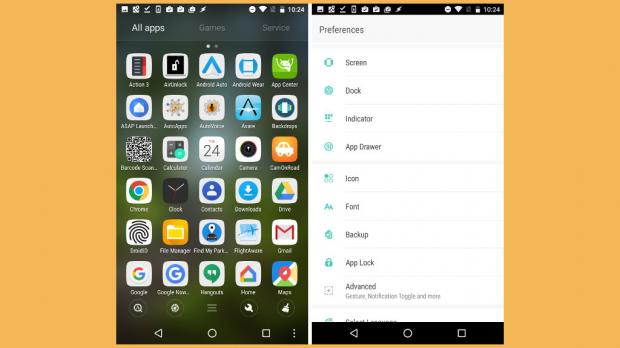 10:24
All apps Games Service
Action 3 AirUnlock Android Auto Android Wear App Center
ASAP Launch... AutoApps AutoVoice Avare Backdrops
Barcode Scan... Calculator Calendar Camera CamOnRoad
24
Chrome Clock Contacts Downloads Drive
DroidID File Manager Find My Park... FlightAware Gmail
Google Google Now... Hangouts Home Maps
10:24
Preferences
Screen
Dock
Indicator
App Drawer
Icon
Font
Backup
App Lock
Advanced
Gesture, Notification Toggle and more
Select Language